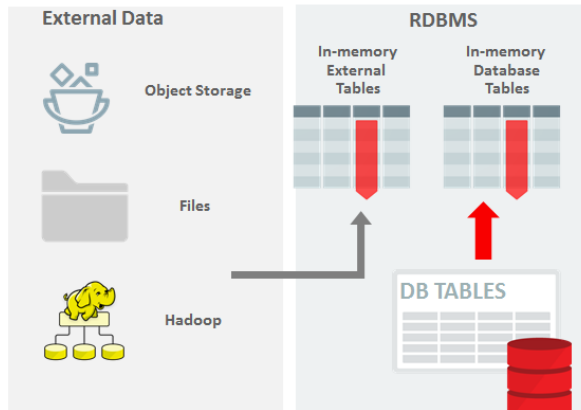 External Data
Object Storage
Files
Hadoop
RDBMS
In-memory
External
Tables
In-memory
Database
Tables
DB TABLES